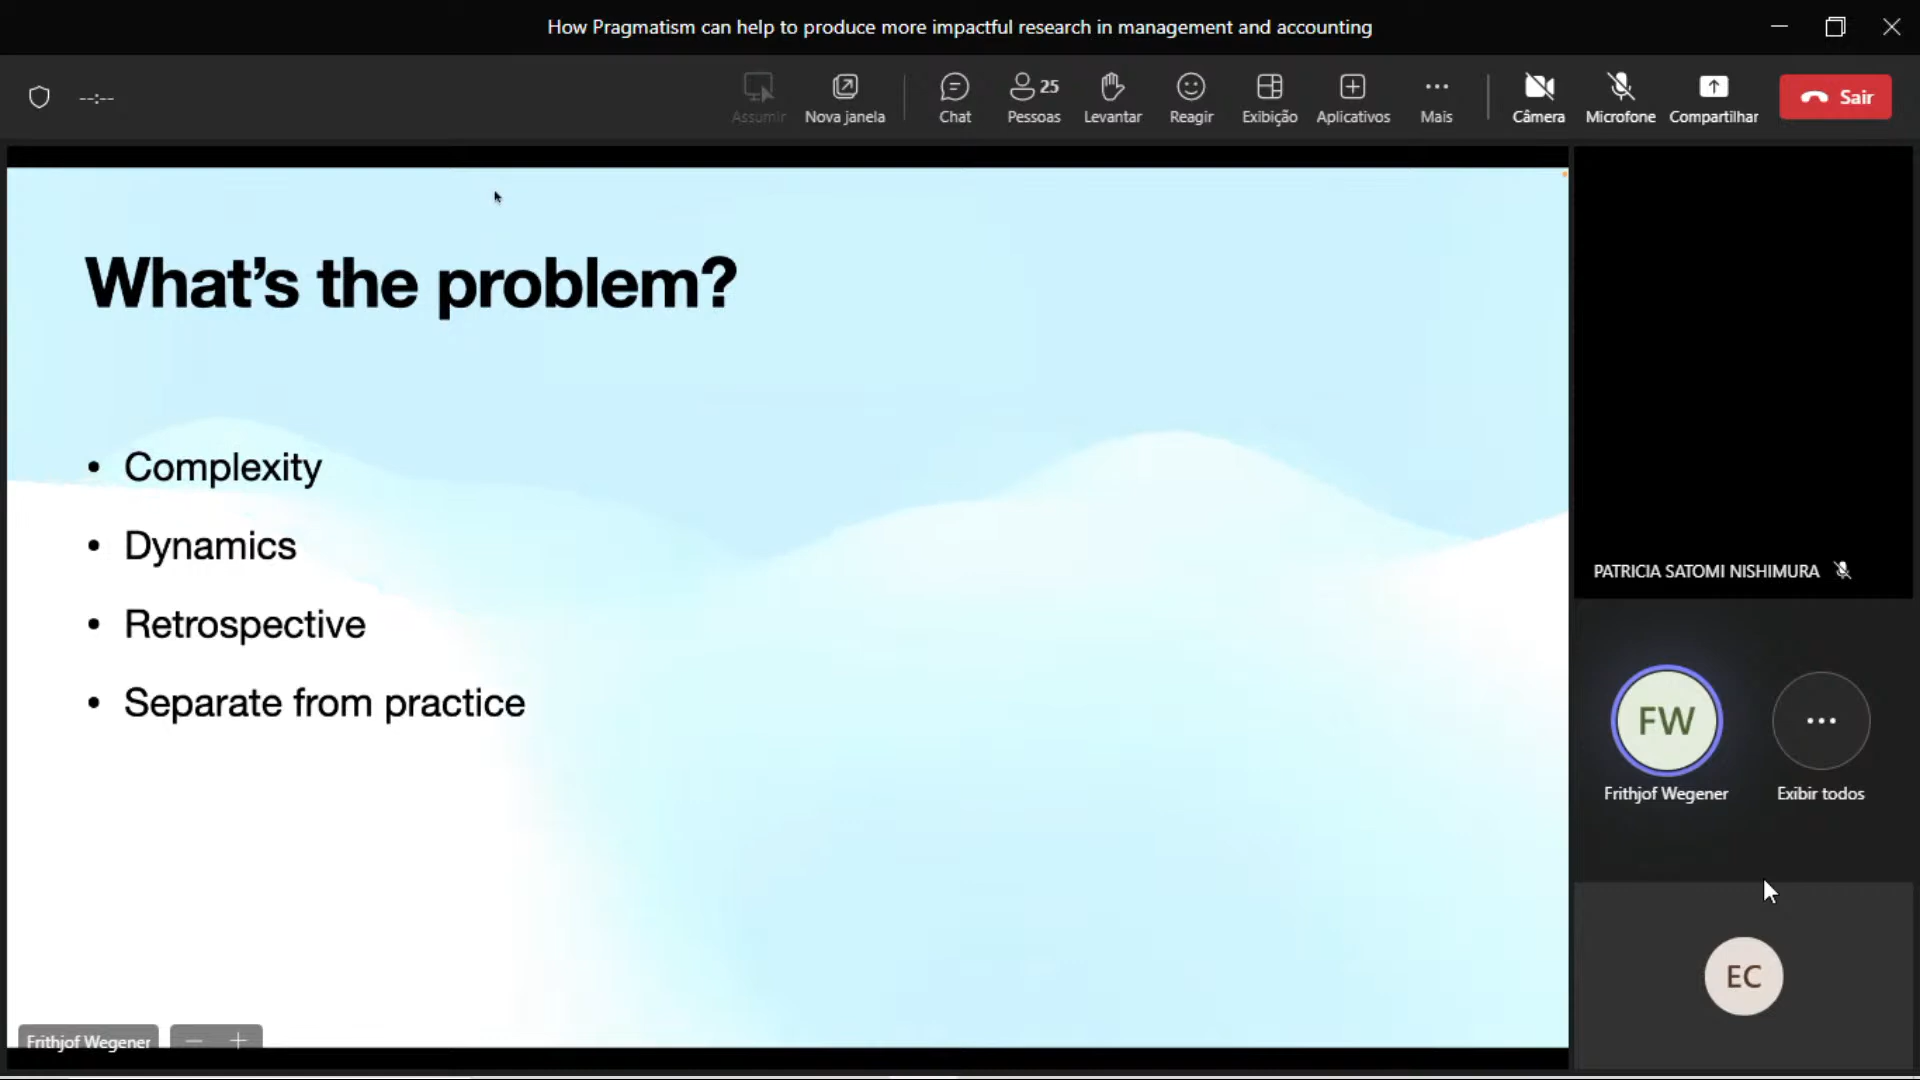 How Pragmatism can help to produce more impactful research in management and accounting
--:--
Assumir
Nova janela
Chat
25
Pessoas
Levantar
Reagir
Exibição
Aplicativos
Mais
Câmera
Microfone
Compartilhar
Sair
What's the problem?
• Complexity
• Dynamics
• Retrospective
• Separate from practice
PATRICIA SATOMI NISHIMURA
FW
Frithjof Wegener
Exibir todos
EC
Frithjof Wegener